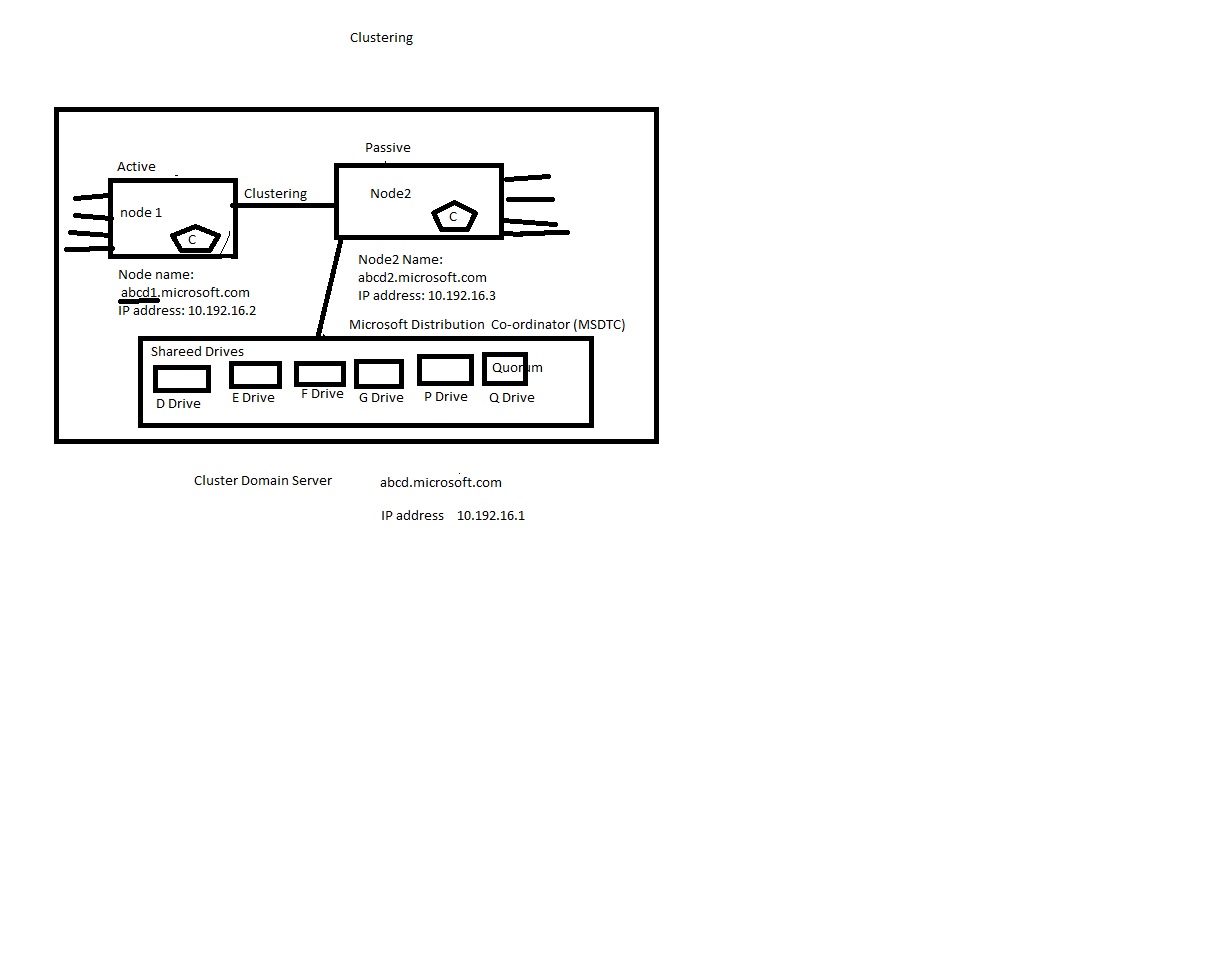 Clustering
Passive
Active
Clustering
Node2
node 1
C
C
Node name:
abcd1.microsoft.com
IP address: 10.192.16.2
Node2 Name:
abcd2.microsoft.com
IP address: 10.192.16.3
Microsoft Distribution Co-ordinator (MSDTC)
Shareed Drives
Quorum
D Drive
E Drive
F Drive
G Drive
P Drive
Q Drive
Cluster Domain Server
abcd.microsoft.com
IP address 10.192.16.1